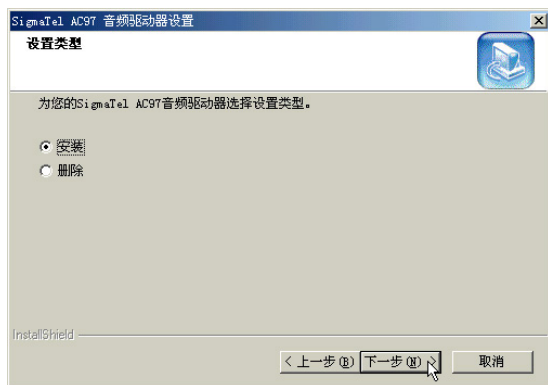 SigmaTel AC97 音频驱动器设置
设置类型
为您的SigmaTel AC97音频驱动器选择设置类型。
安装
删除
InstallShield
< 上一步(B) 下一步(N) > 取消